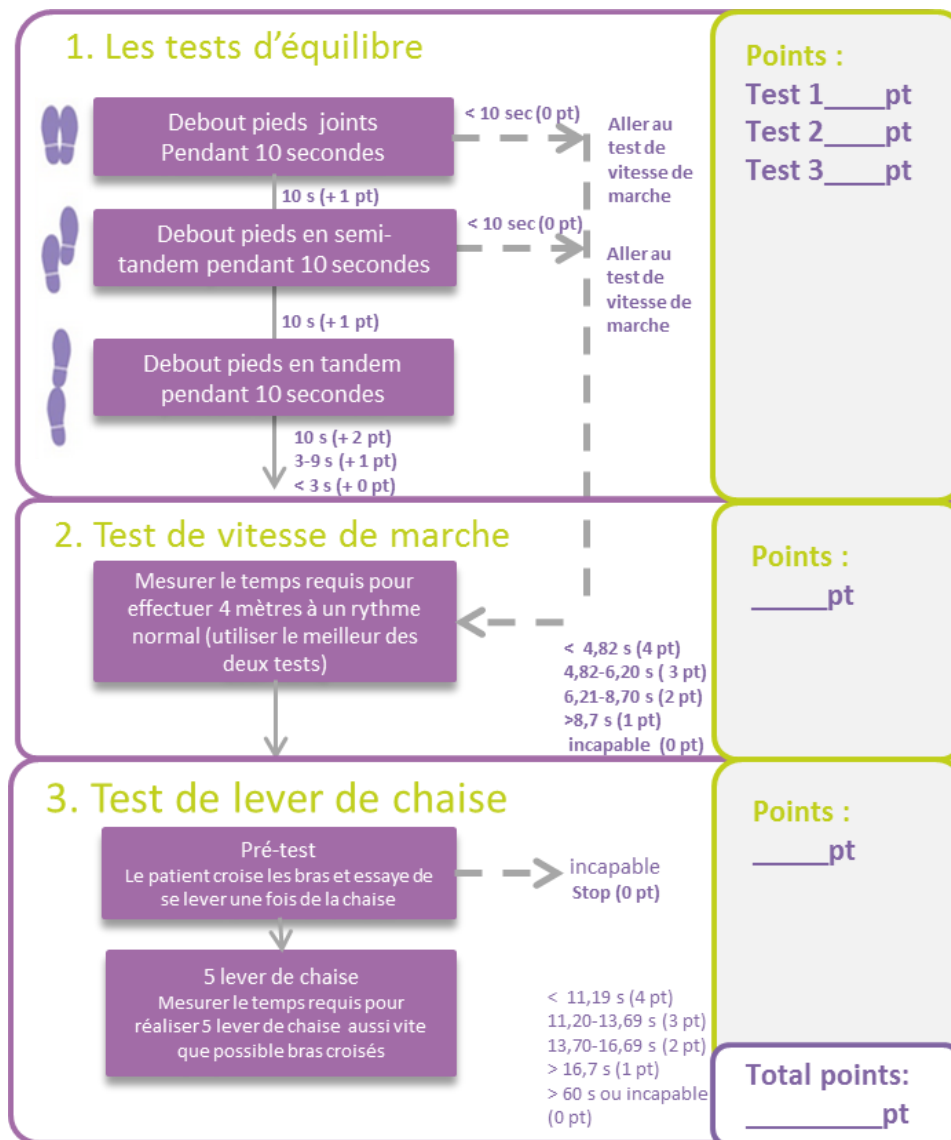 1. Les tests d'équilibre
Debout pieds joints
Pendant 10 secondes
< 10 sec (0 pt)
Aller au
test de
vitesse de
marche
10 s (+ 1 pt)
Debout pieds en semi-
tandem pendant 10 secondes
< 10 sec (0 pt)
Aller au
test de
vitesse de
marche
10 s (+ 1 pt)
Debout pieds en tandem
pendant 10 secondes
10 s (+ 2 pt)
3-9 s (+ 1 pt)
< 3 s (+ 0 pt)
Points :
Test 1____pt
Test 2____pt
Test 3____pt
2. Test de vitesse de marche
Mesurer le temps requis pour
effectuer 4 mètres à un rythme
normal (utiliser le meilleur des
deux tests)
< 4,82 s (4 pt)
4,82-6,20 s ( 3 pt)
6,21-8,70 s (2 pt)
>8,7 s (1 pt)
incapable (0 pt)
Points :
_____pt
3. Test de lever de chaise
Pré-test
Le patient croise les bras et essaye de
se lever une fois de la chaise
incapable
Stop (0 pt)
5 lever de chaise
Mesurer le temps requis pour
réaliser 5 lever de chaise aussi vite
que possible bras croisés
< 11,19 s (4 pt)
11,20-13,69 s (3 pt)
13,70-16,69 s (2 pt)
> 16,7 s (1 pt)
> 60 s ou incapable
(0 pt)
Points :
_____pt
Total points:
_________pt